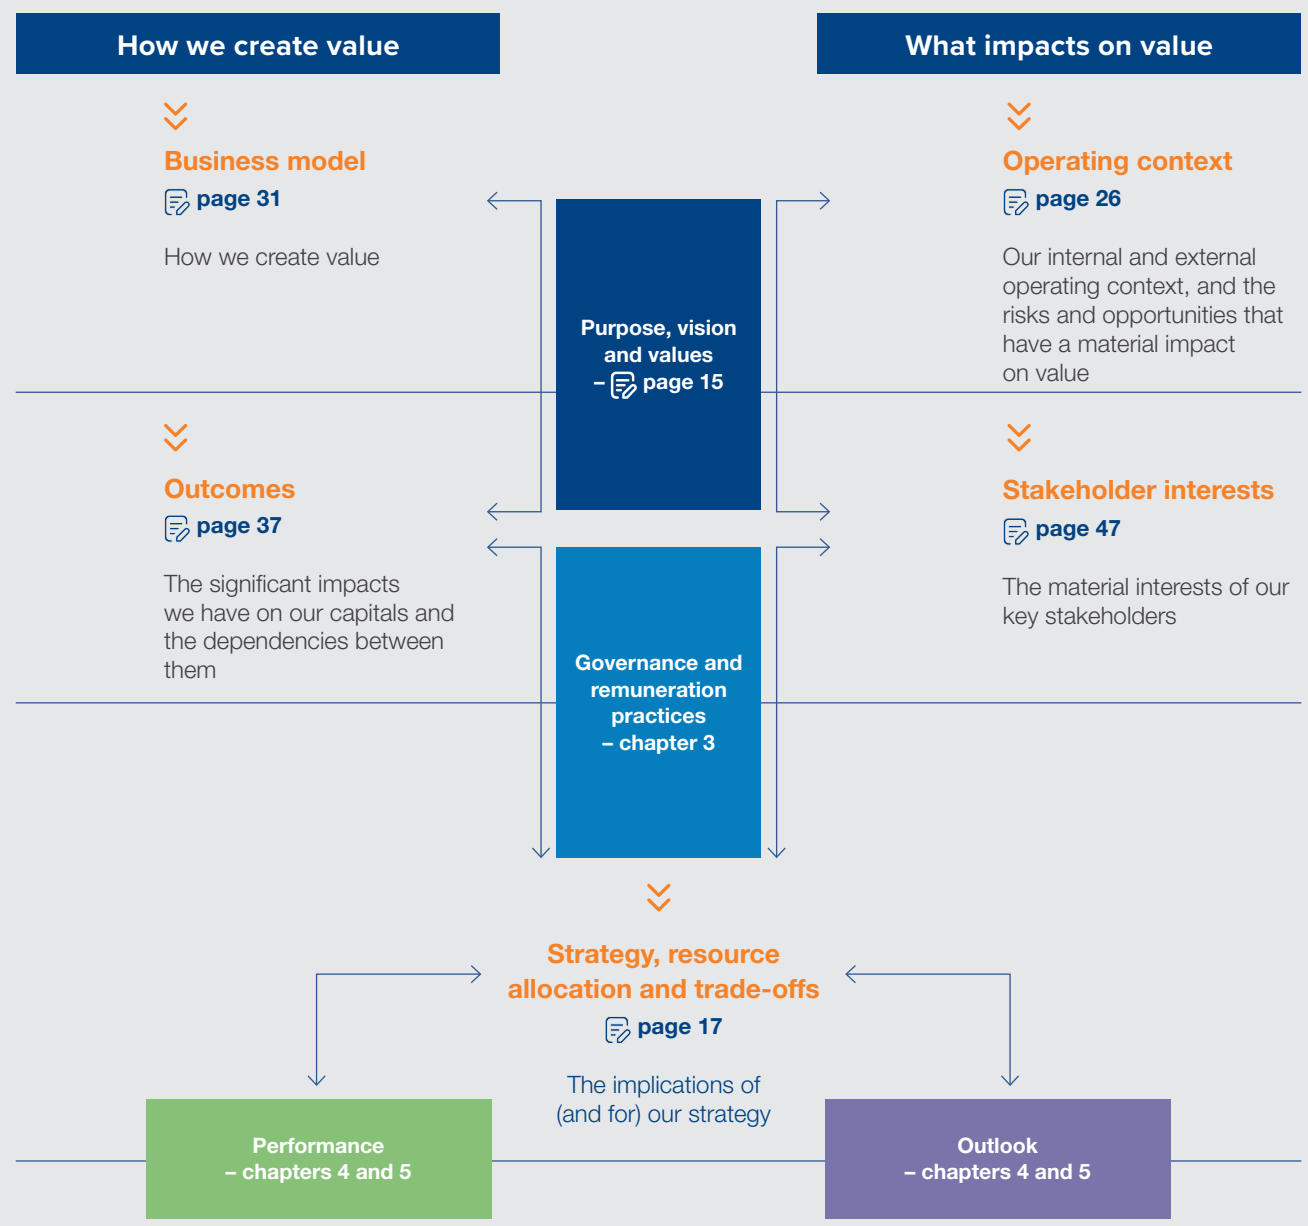 How we create value
What impacts on value
Business model
page 31
How we create value
Operating context
page 26
Our internal and external
operating context, and the
risks and opportunities that
have a material impact
on value
Purpose, vision
and values
– page 15
Outcomes
page 37
The significant impacts
we have on our capitals and
the dependencies between
them
Stakeholder interests
page 47
The material interests of our
key stakeholders
Governance and
remuneration
practices
– chapter 3
Strategy, resource
allocation and trade-offs
page 17
The implications of
(and for) our strategy
Performance
– chapters 4 and 5
Outlook
– chapters 4 and 5